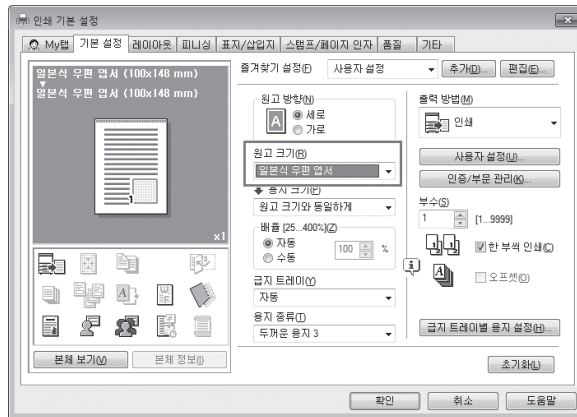 인쇄 기본 설정
My탭 기본 설정 레이아웃 피니싱 표지/삽입지 스탬프/페이지 인자 품질 기타
일본식 우편 엽서 (100x148 mm)
일본식 우편 엽서 (100x148 mm)
1
x1
본체 보기(V) 본체 정보(I)
즐겨찾기 설정(F) 사용자 설정 추가(D)... 편집(E)...
원고 방향(N)
A
세로
가로
원고 크기(R)
일본식 우편 엽서
용지 크기(P)
원고 크기와 동일하게
배율 [25...400%](Z)
자동
수동
100 %
급지 트레이(Y)
자동
용지 종류(T)
두꺼운 용지 3
출력 방법(M)
인쇄
사용자 설정(U)...
인증/부문 관리(K)...
부수(S)
1 [1...9999]
한 부씩 인쇄(C)
오프셋(O)
급지 트레이별 용지 설정(H)...
초기화(L)
확인 취소 도움말